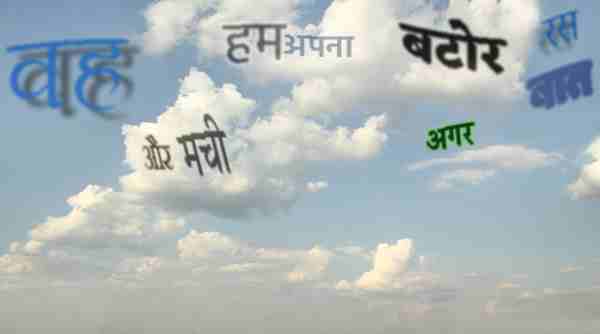 वह हम अपना बटोर रस
बात
और मची अगर